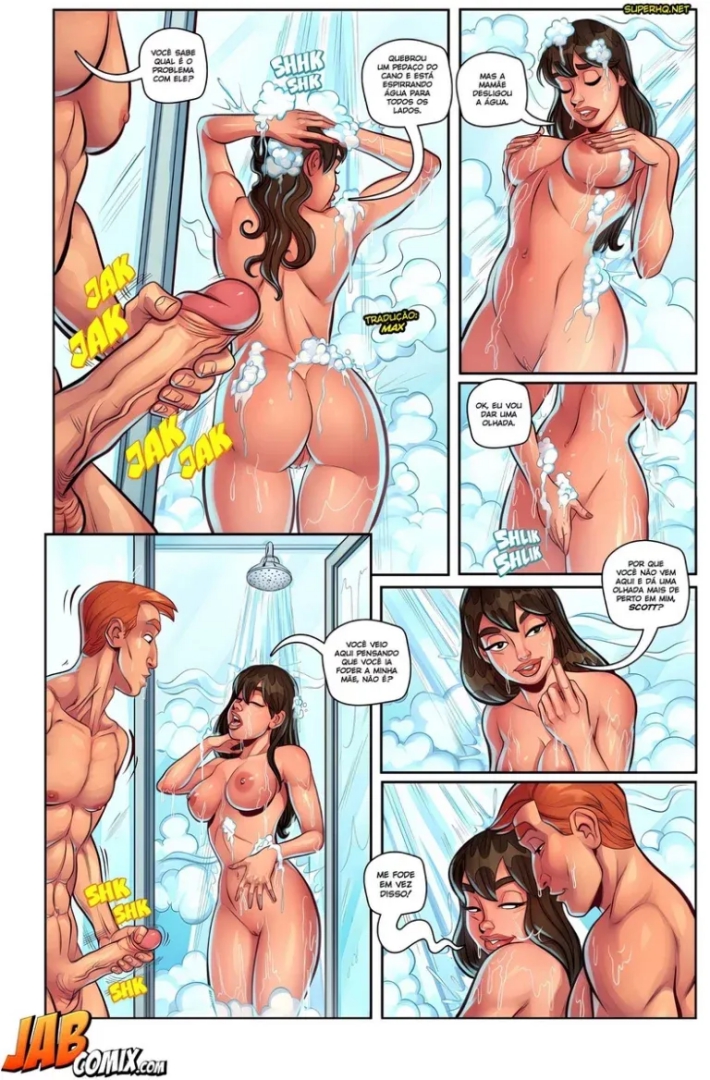 SUPERHQ.NET
VOCÊ SABE
QUAL É O
PROBLEMA
COM ELE?
SHHK
SHK
QUEBROU
UM PEDAÇO DO
CANO E ESTÁ
ESPIRRANDO
ÁGUA PARA
TODOS OS
LADOS.
MAS A
MAMÃE
DESLIGOU
A ÁGUA.
JAK
JAK
TRADUÇÃO:
MAX
JAK
JAK
OK, EU VOU
DAR UMA
OLHADA.
SHLIK
SHLIK
VOCÊ VEIO
AQUI PENSANDO
QUE VOCÊ IA
FODER A MINHA
MÃE, NÃO É?
SHK
SHK
SHK
POR QUE
VOCÊ NÃO VEM
AQUI E DÁ UMA
OLHADA MAIS DE
PERTO EM MIM,
SCOTT?
ME FODE
EM VEZ
DISSO!
JAB
COMIX.COM